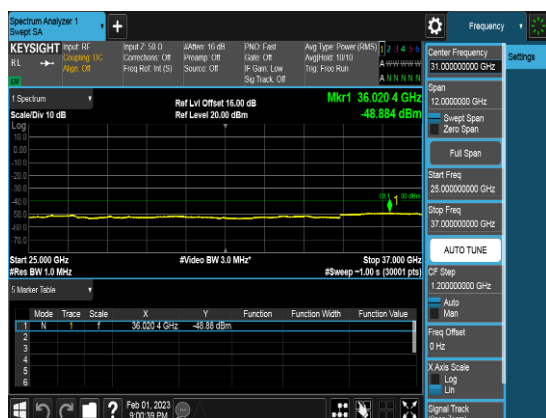 Spectrum Analyzer 1
Swept SA
Frequency
KEYSIGHT
RL
Input: RF
Coupling: DC
Align: Off
Input Z: 50 Ω
Corrections: Off
Freq Ref: Int (S)
#Atten: 16 dB
Preamp: Off
Source: Off
PNO: Fast
Gate: Off
IF Gain: Low
Sig Track: Off
Avg Type: Power (RMS)
Avg|Hold: 10/10
Trig: Free Run
1 2 3 4 5 6
A W W W W W
A N N N N N
1 Spectrum
Scale/Div 10 dB
Ref Lvl Offset 16.00 dB
Ref Level 20.00 dBm
Mkr1 36.020 4 GHz
-48.884 dBm
Log
10.0
0.00
-10.0
-20.0
-30.0
-40.0
-50.0
-60.0
-70.0
1
Start 25.000 GHz
#Res BW 1.0 MHz
#Video BW 3.0 MHz*
Stop 37.000 GHz
#Sweep ~1.00 s (30001 pts)
5 Marker Table
Mode Trace Scale X Y Function Function Width Function Value
1 N 1 f 36.020 4 GHz -48.88 dBm
2
3
4
5
6
Feb 01, 2023
9:00:39 PM
Center Frequency
31.000000000 GHz
Span
12.0000000 GHz
Swept Span
Zero Span
Full Span
Start Freq
25.000000000 GHz
Stop Freq
37.000000000 GHz
AUTO TUNE
CF Step
1.200000000 GHz
Auto
Man
Freq Offset
0 Hz
X Axis Scale
Log
Lin
Signal Track
Settings